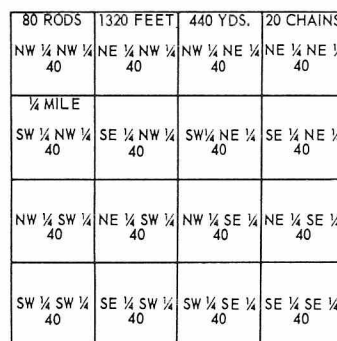 80 RODS 1320 FEET 440 YDS. 20 CHAINS
NW ¼ NW ¼ NE ¼ NW ¼ NW ¼ NE ¼ NE ¼ NE ¼
40 40 40 40
¼ MILE
SW ¼ NW ¼ SE ¼ NW ¼ SW¼ NE ¼ SE ¼ NE ¼
40 40 40 40
NW ¼ SW ¼ NE ¼ SW ¼ NW ¼ SE ¼ NE ¼ SE ¼
40 40 40 40
SW ¼ SW ¼ SE ¼ SW ¼ SW ¼ SE ¼ SE ¼ SE ¼
40 40 40 40